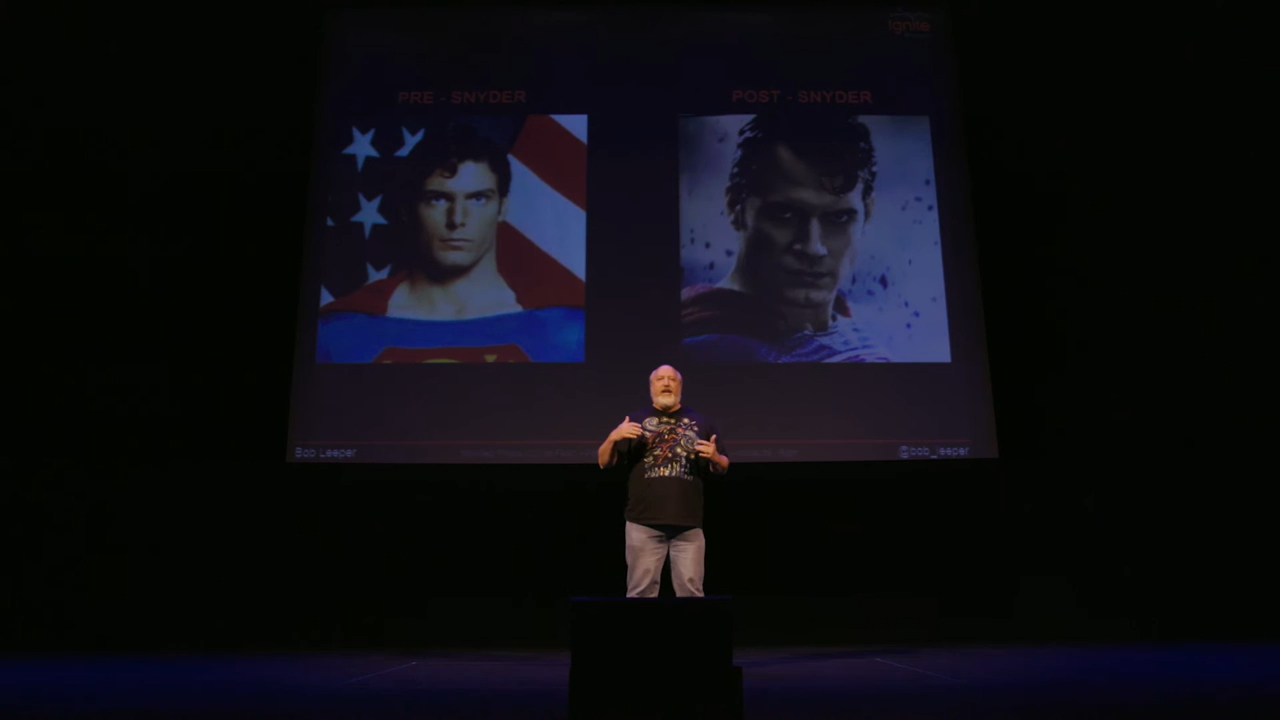 Ignite
PRE - SNYDER
POST - SNYDER
Bob Leeper
@bob_leeper